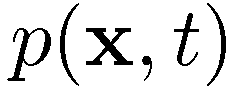 p(𝐱, t)